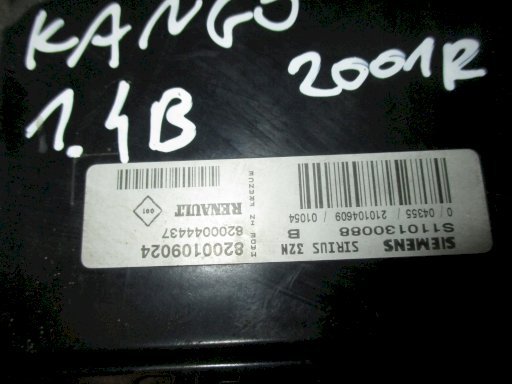 KANGO
2001R
1.4B
SIEMENS
S110130088
SIRIUS 32N
B
0 / 04355 / 210104609 / 01054
8200109024
8200044437
RENAULT